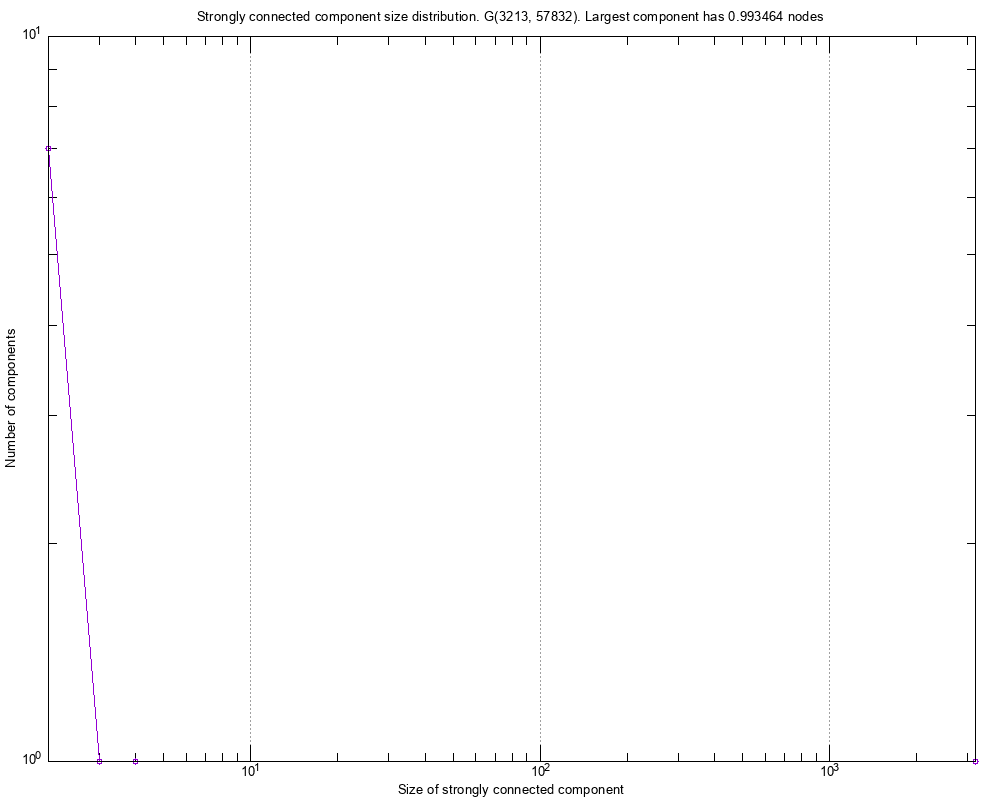 Strongly connected component size distribution. G(3213, 57832). Largest component has 0.993464 nodes
10^1
Number of components
10^0
10^1 10^2 10^3
Size of strongly connected component